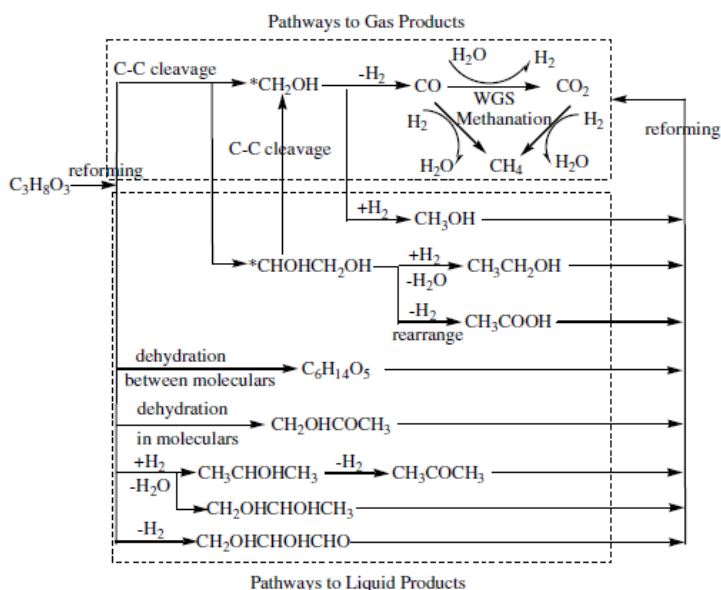 Pathways to Gas Products
C-C cleavage
*CH₂OH
-H₂
CO
H₂O
H₂
WGS
CO₂
Methanation
H₂
H₂
H₂O
CH₄
H₂O
C-C cleavage
reforming
C₃H₈O₃
reforming
+H₂
CH₃OH
*CHOHCH₂OH
+H₂
-H₂O
CH₃CH₂OH
-H₂
rearrange
CH₃COOH
dehydration
between moleculars
C₆H₁₄O₅
dehydration
in moleculars
CH₂OHCOCH₃
+H₂
-H₂O
CH₃CHOHCH₃
-H₂
CH₃COCH₃
CH₂OHCHOHCH₃
-H₂
CH₂OHCHOHCHO
Pathways to Liquid Products